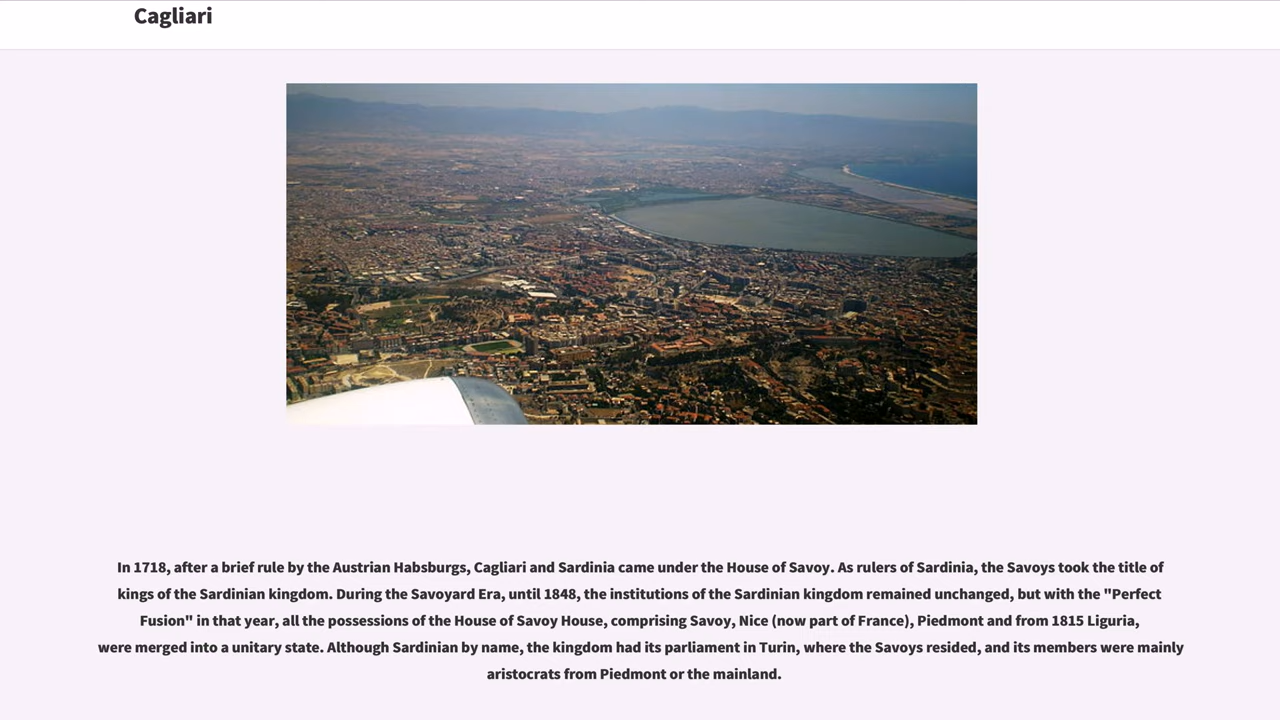 Cagliari
In 1718, after a brief rule by the Austrian Habsburgs, Cagliari and Sardinia came under the House of Savoy. As rulers of Sardinia, the Savoys took the title of
kings of the Sardinian kingdom. During the Savoyard Era, until 1848, the institutions of the Sardinian kingdom remained unchanged, but with the "Perfect
Fusion" in that year, all the possessions of the House of Savoy House, comprising Savoy, Nice (now part of France), Piedmont and from 1815 Liguria,
were merged into a unitary state. Although Sardinian by name, the kingdom had its parliament in Turin, where the Savoys resided, and its members were mainly
aristocrats from Piedmont or the mainland.